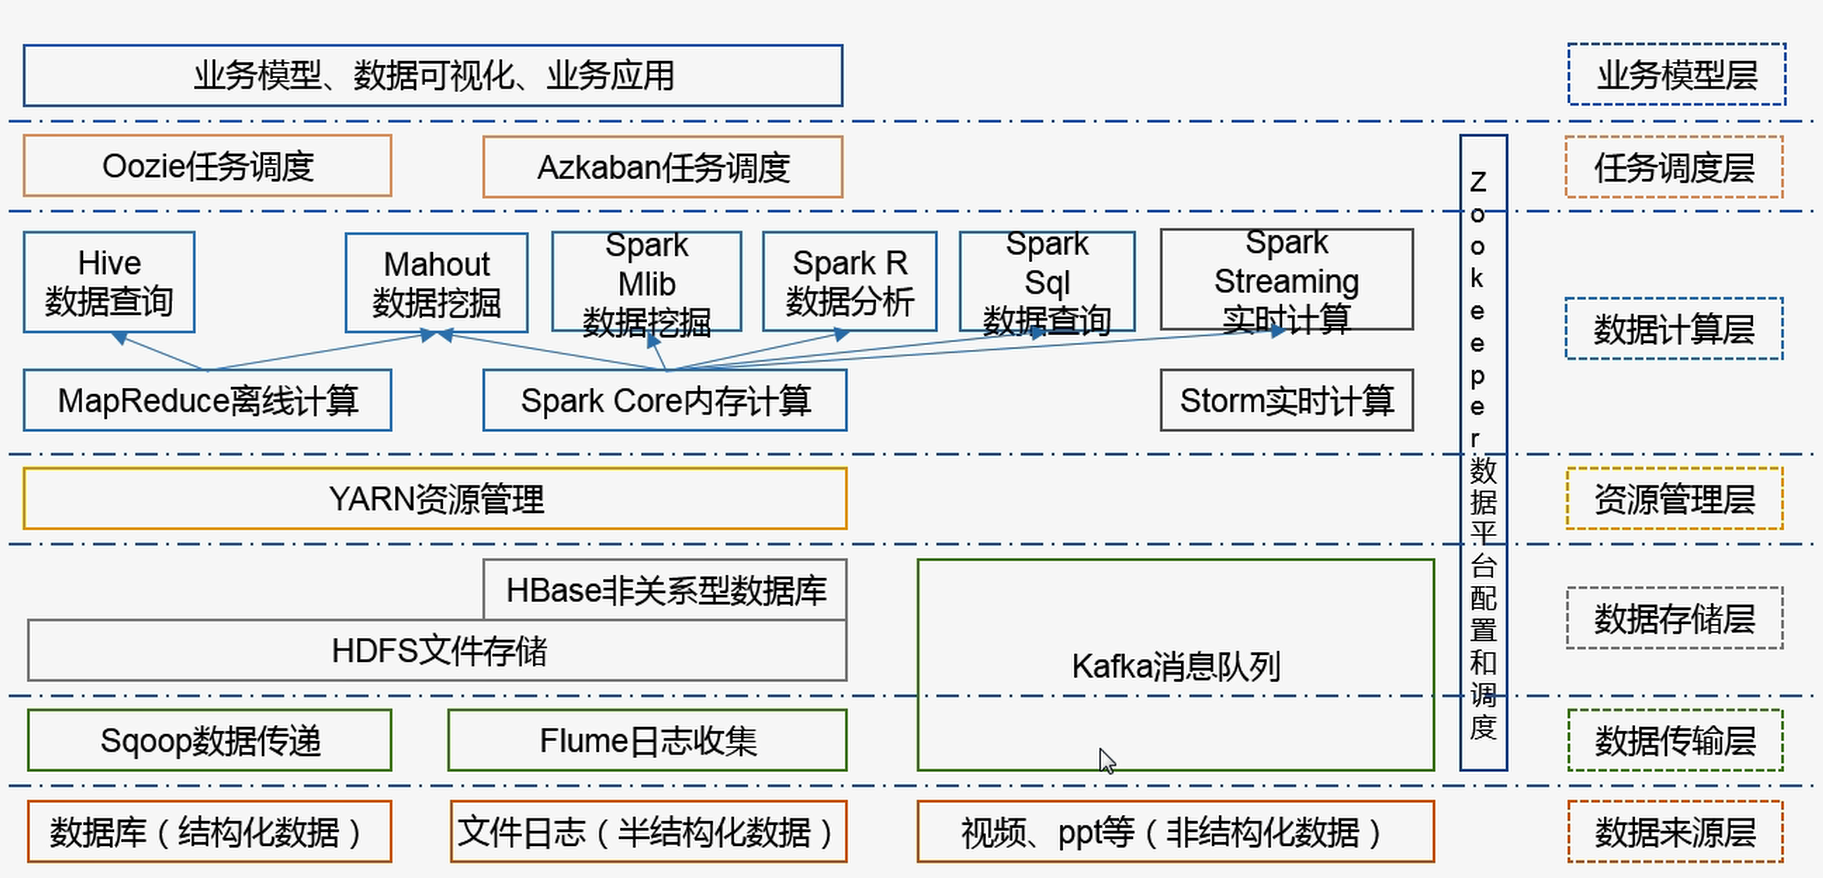 业务模型、数据可视化、业务应用
业务模型层
Oozie任务调度
Azkaban任务调度
任务调度层
Hive
数据查询
Mahout
数据挖掘
Spark
Mlib
数据挖掘
Spark R
数据分析
Spark
Sql
数据查询
Spark
Streaming
实时计算
数据计算层
MapReduce离线计算
Spark Core内存计算
Storm实时计算
YARN资源管理
资源管理层
HBase非关系型数据库
HDFS文件存储
Kafka消息队列
数据存储层
Sqoop数据传递
Flume日志收集
数据传输层
数据库（结构化数据）
文件日志（半结构化数据）
视频、ppt等（非结构化数据）
数据来源层
Zookeeper数据平台配置和调度